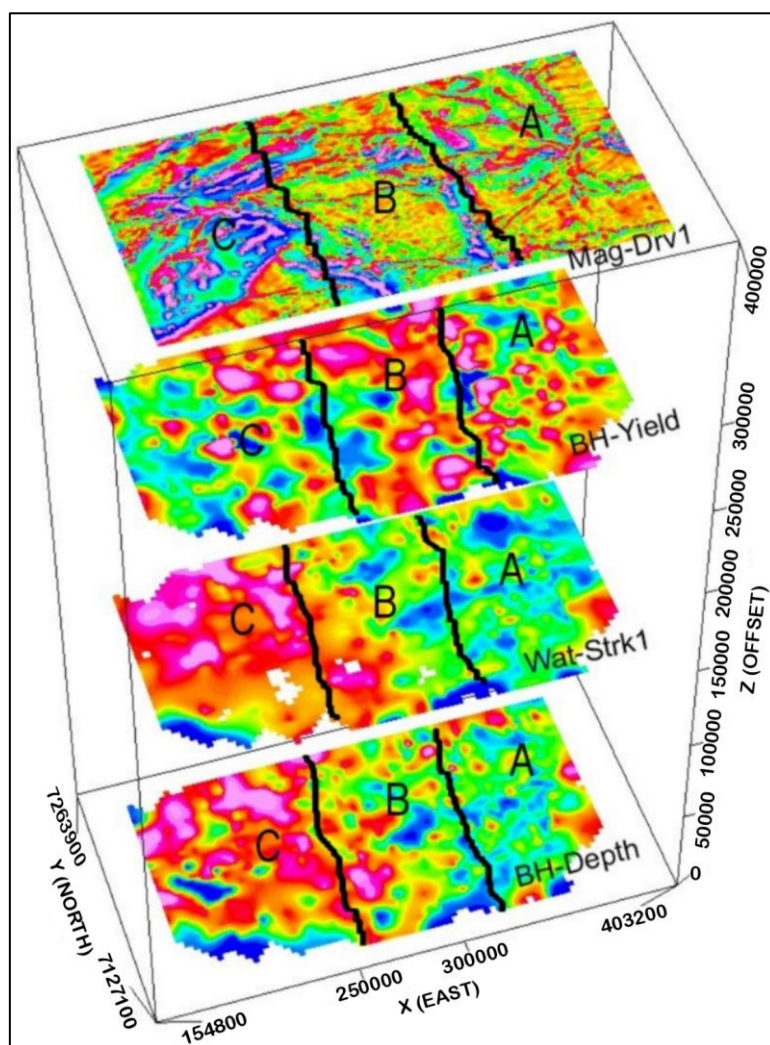 A
B
C
Mag-Drv1
A
B
C
BH-Yield
A
B
C
Wat-Strk1
A
B
C
BH-Depth
400000
300000
250000
200000
150000
100000
50000
0
Z (OFFSET)
7263900
Y (NORTH)
7127100
154800
250000
300000
403200
X (EAST)